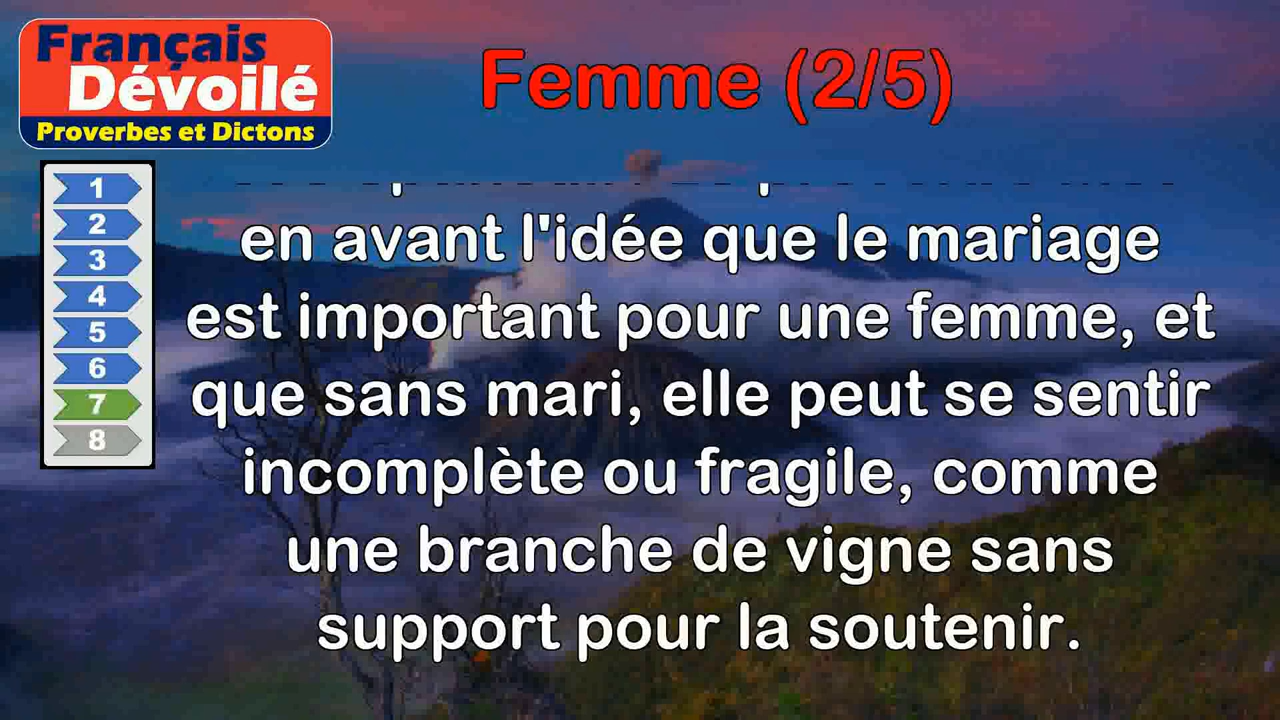 Français
Dévoilé
Proverbes et Dictons
Femme (2/5)
1
2
3
4
5
6
7
8
en avant l'idée que le mariage
est important pour une femme, et
que sans mari, elle peut se sentir
incomplète ou fragile, comme
une branche de vigne sans
support pour la soutenir.